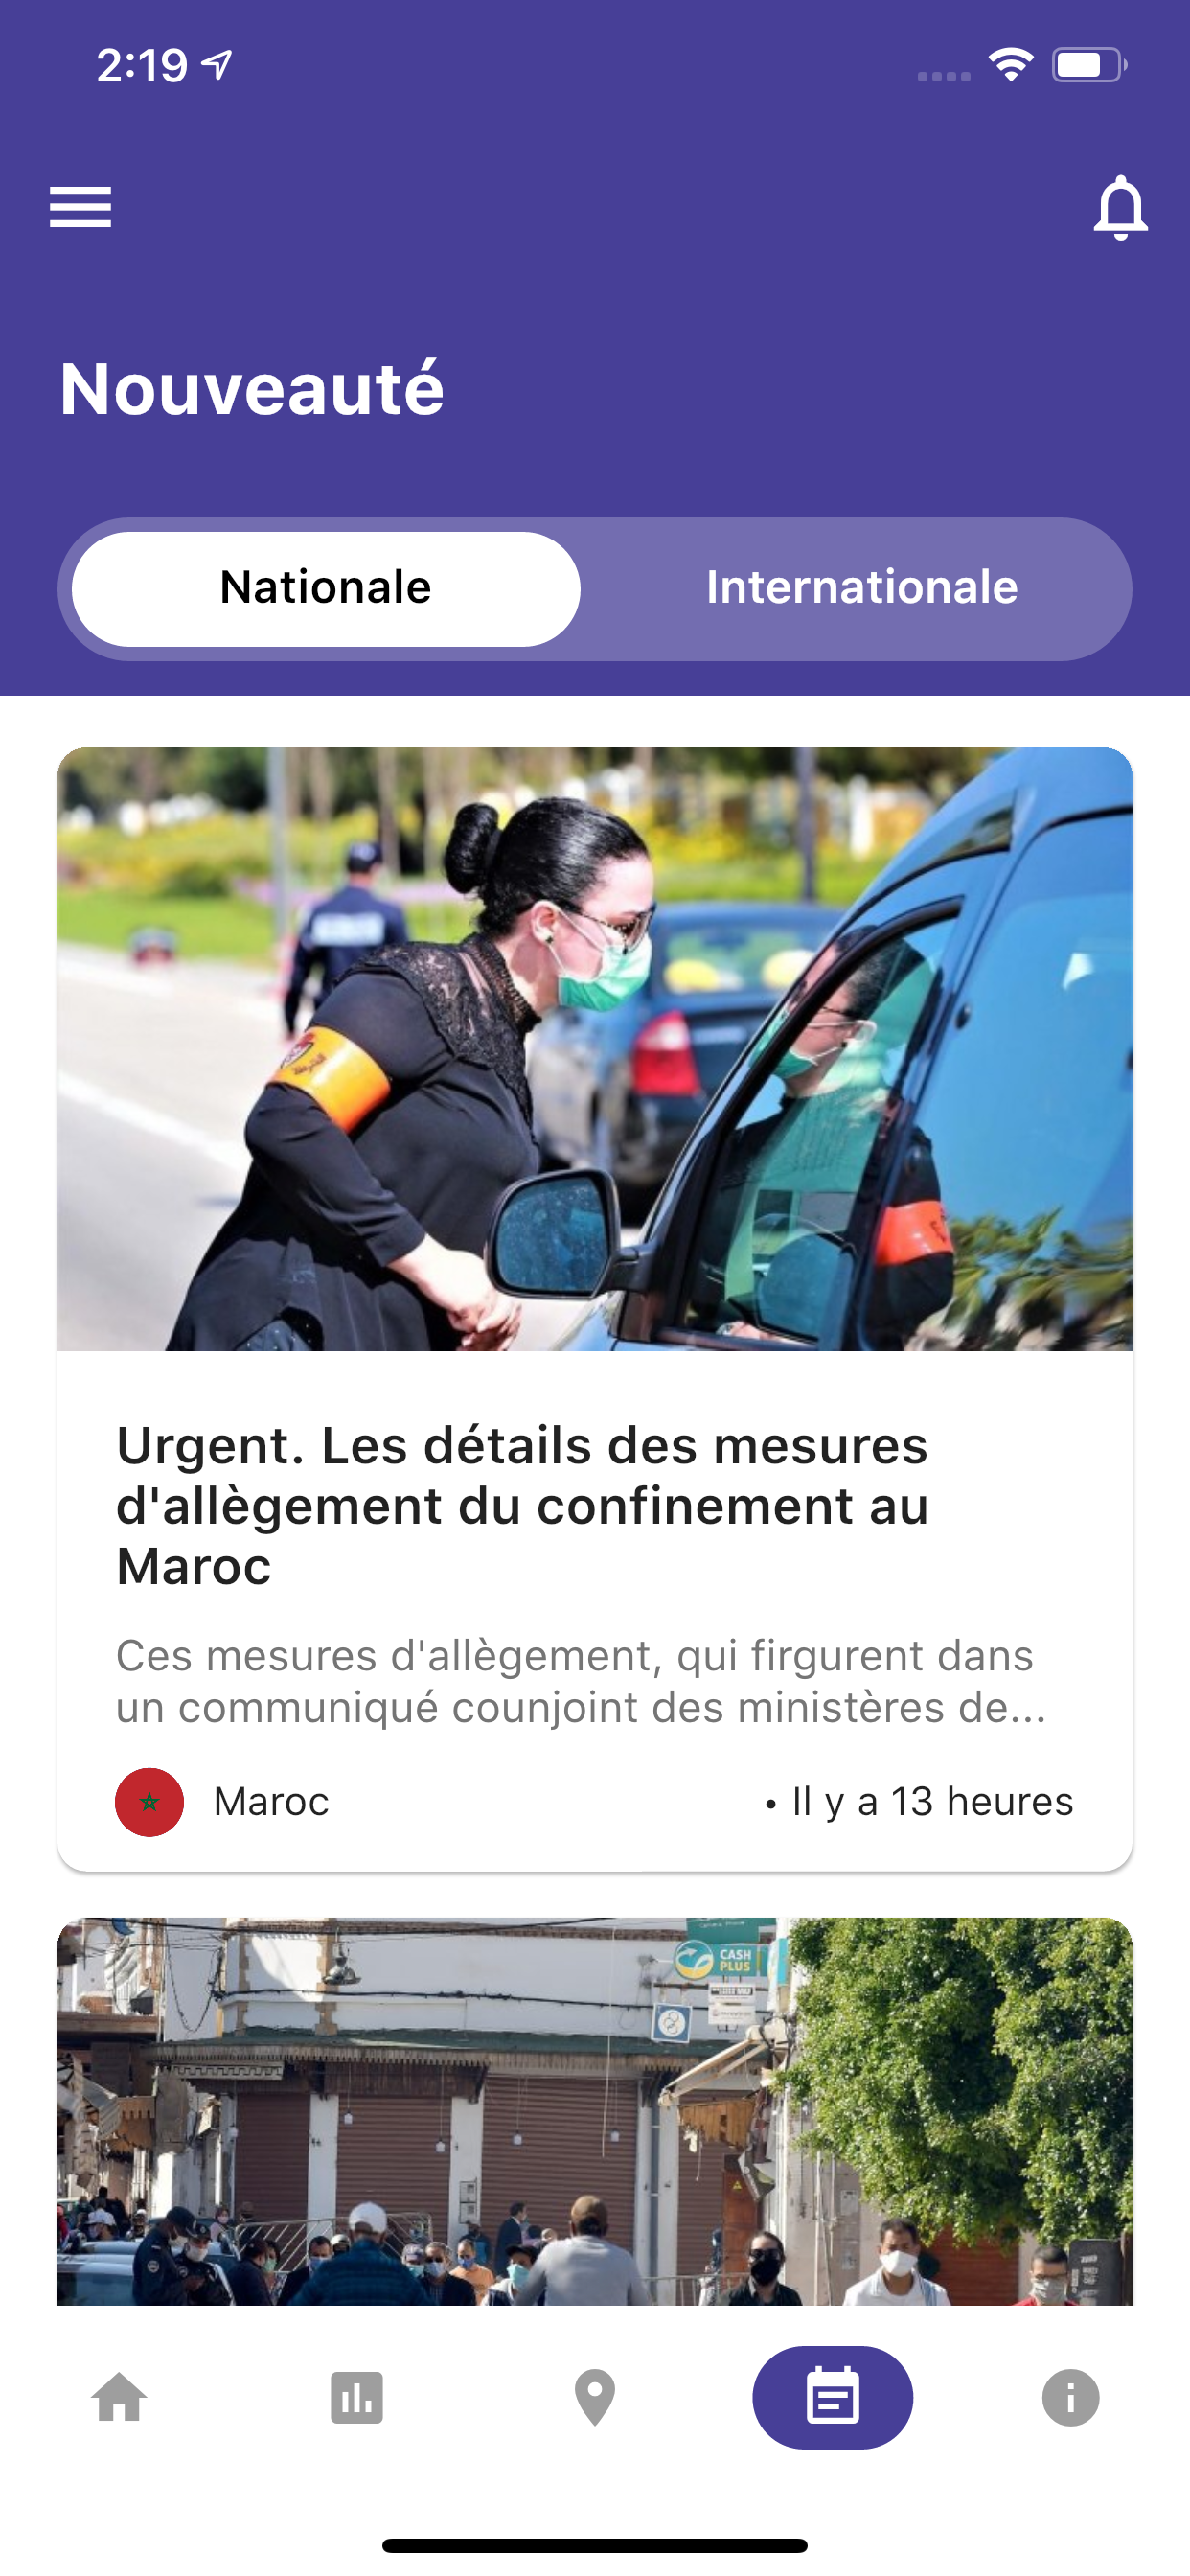 2:19
Nouveauté
Nationale
Internationale
Urgent. Les détails des mesures
d'allègement du confinement au
Maroc
Ces mesures d'allègement, qui firgurent dans
un communiqué counjoint des ministères de...
Maroc
• Il y a 13 heures
CASH
PLUS